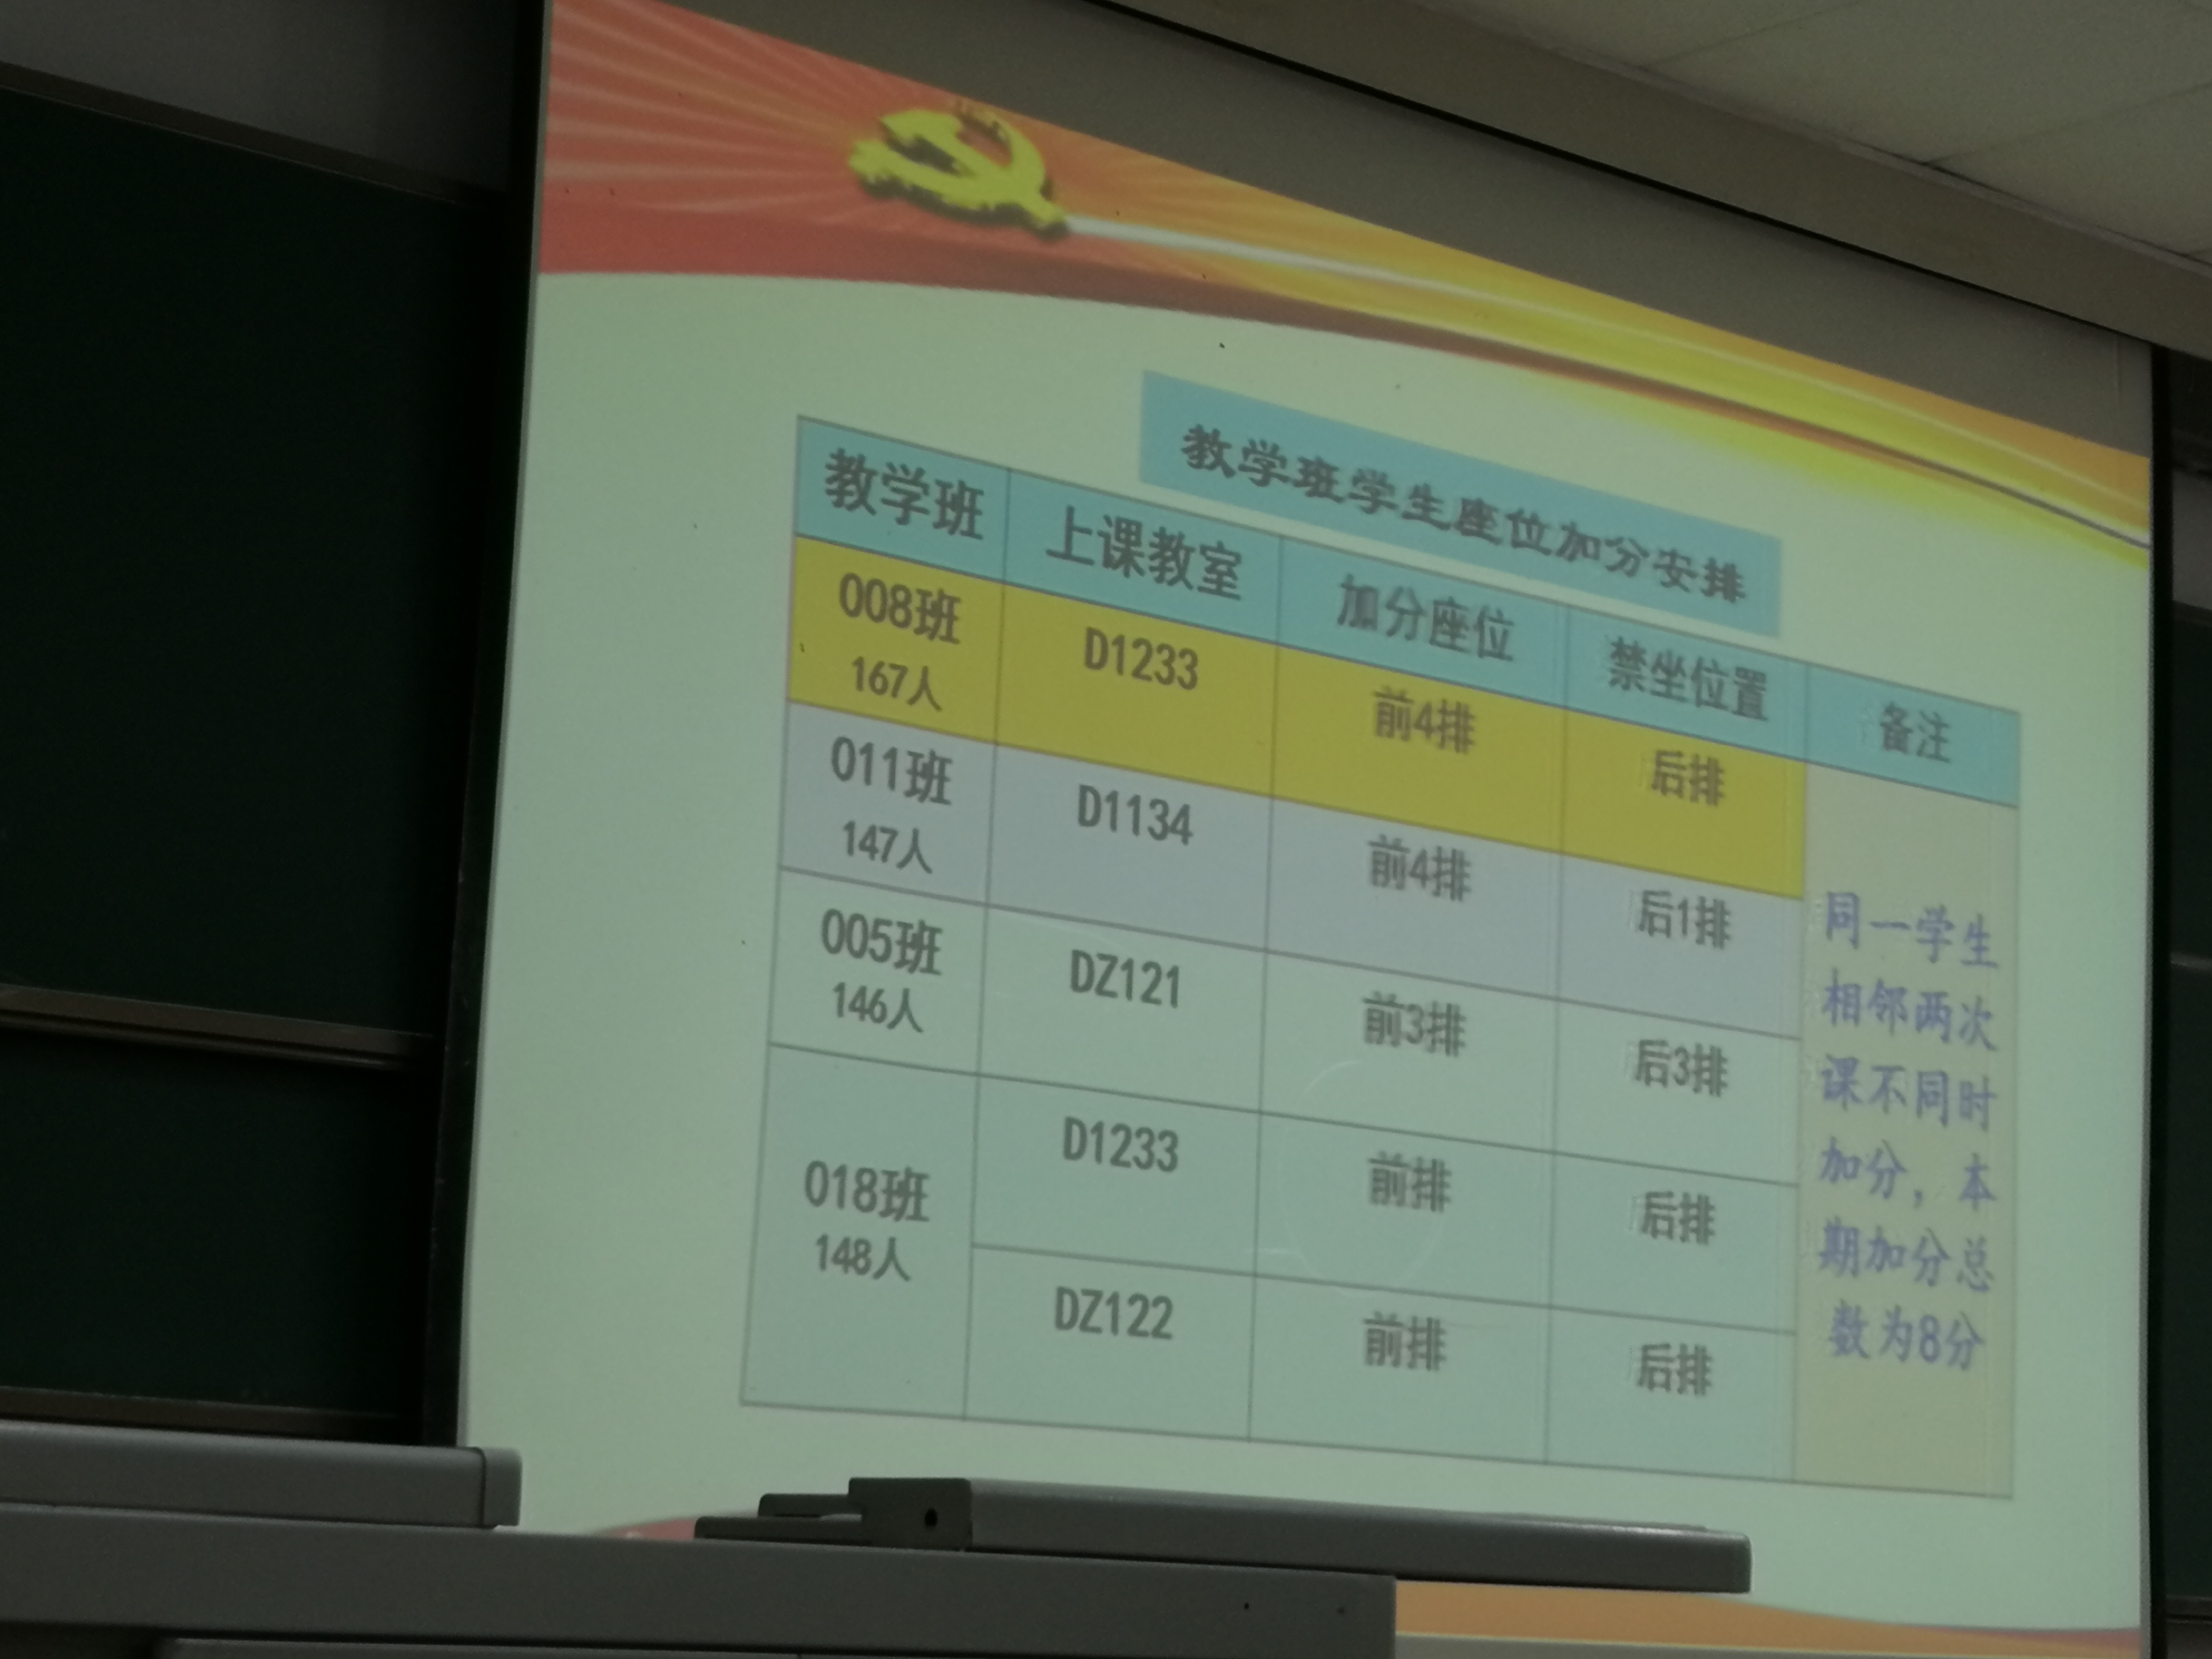 教学班学生座位加分安排
教学班 上课教室 加分座位 禁坐位置 备注
008班 D1233 前4排 后排
167人
011班 D1134 前4排 后1排
147人
005班 DZ121 前3排 后3排
146人
018班 D1233 前排 后排
148人
DZ122 前排 后排
同一学生
相邻两次
课不同时
加分，本
期加分总
数为8分